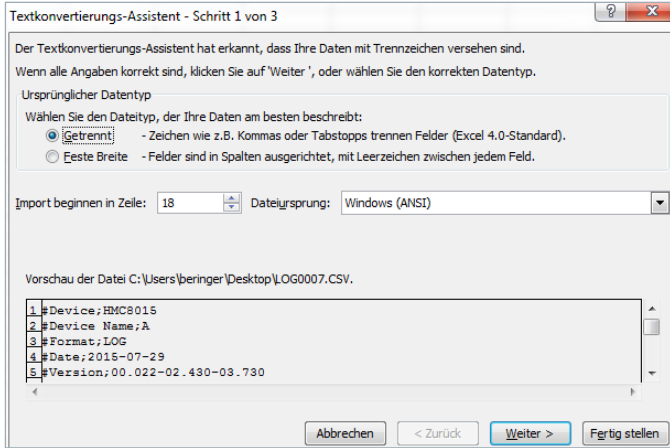 Textkonvertierungs-Assistent - Schritt 1 von 3
Der Textkonvertierungs-Assistent hat erkannt, dass Ihre Daten mit Trennzeichen versehen sind.
Wenn alle Angaben korrekt sind, klicken Sie auf 'Weiter ', oder wählen Sie den korrekten Datentyp.
Ursprünglicher Datentyp
Wählen Sie den Dateityp, der Ihre Daten am besten beschreibt:
Getrennt - Zeichen wie z.B. Kommas oder Tabstopps trennen Felder (Excel 4.0-Standard).
Feste Breite - Felder sind in Spalten ausgerichtet, mit Leerzeichen zwischen jedem Feld.
Import beginnen in Zeile: 18 Dateiursprung: Windows (ANSI)
Vorschau der Datei C:\Users\beringer\Desktop\LOG0007.CSV.
1 #Device;HMC8015
2 #Device Name;A
3 #Format;LOG
4 #Date;2015-07-29
5 #Version;00.022-02.430-03.730
Abbrechen < Zurück Weiter > Fertig stellen